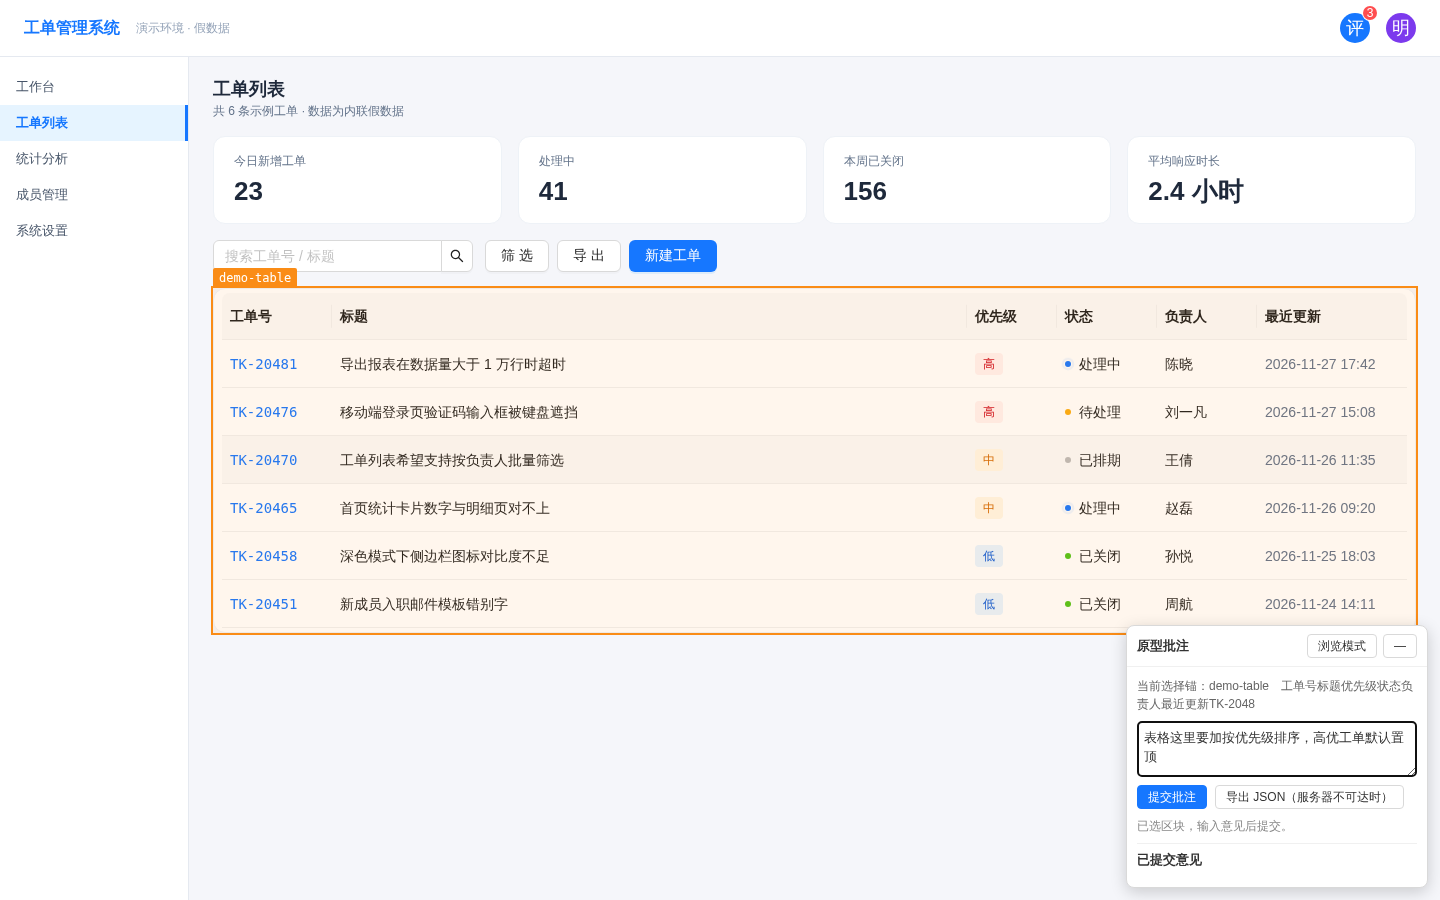 工单管理系统 演示环境 · 假数据 评 3 明
工作台
工单列表
统计分析
成员管理
系统设置
工单列表
共 6 条示例工单 · 数据为内联假数据
今日新增工单 处理中 本周已关闭 平均响应时长
23 41 156 2.4 小时
搜索工单号 / 标题 筛 选 导 出 新建工单
demo-table
工单号 标题 优先级 状态 负责人 最近更新
TK-20481 导出报表在数据量大于 1 万行时超时 高 处理中 陈晓 2026-11-27 17:42
TK-20476 移动端登录页验证码输入框被键盘遮挡 高 待处理 刘一凡 2026-11-27 15:08
TK-20470 工单列表希望支持按负责人批量筛选 中 已排期 王倩 2026-11-26 11:35
TK-20465 首页统计卡片数字与明细页对不上 中 处理中 赵磊 2026-11-26 09:20
TK-20458 深色模式下侧边栏图标对比度不足 低 已关闭 孙悦 2026-11-25 18:03
TK-20451 新成员入职邮件模板错别字 低 已关闭 周航 2026-11-24 14:11
原型批注 浏览模式 —
当前选择锚：demo-table 工单号标题优先级状态负
责人最近更新TK-2048
表格这里要加按优先级排序，高优工单默认置
顶
提交批注 导出 JSON（服务器不可达时）
已选区块，输入意见后提交。
已提交意见